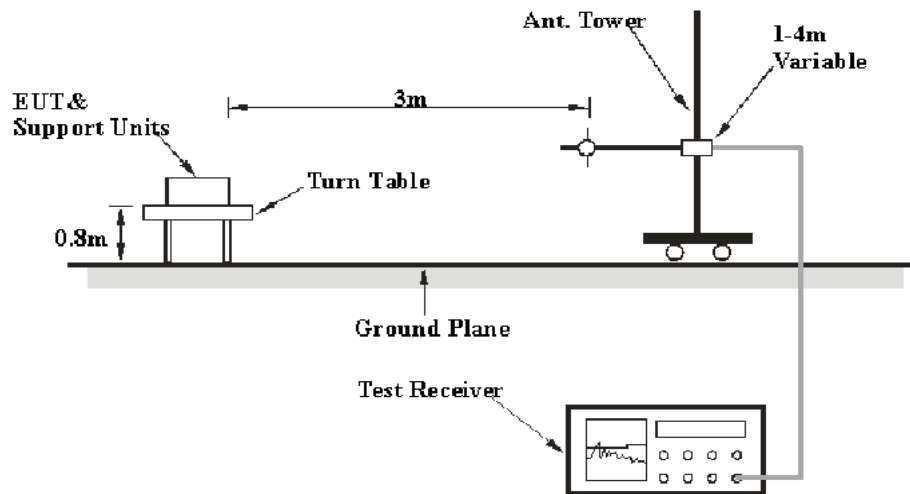 Ant. Tower
1-4m
Variable
EUT&
Support Units
3m
Turn Table
0.8m
Ground Plane
Test Receiver